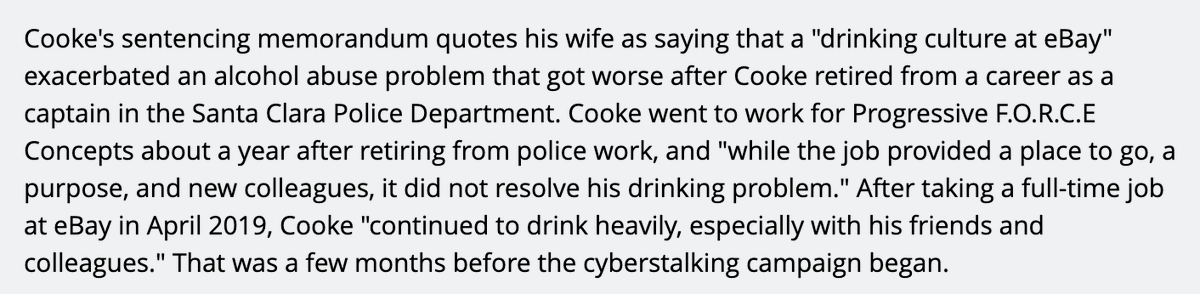 Cooke's sentencing memorandum quotes his wife as saying that a "drinking culture at eBay"
exacerbated an alcohol abuse problem that got worse after Cooke retired from a career as a
captain in the Santa Clara Police Department. Cooke went to work for Progressive F.O.R.C.E
Concepts about a year after retiring from police work, and "while the job provided a place to go, a
purpose, and new colleagues, it did not resolve his drinking problem." After taking a full-time job
at eBay in April 2019, Cooke "continued to drink heavily, especially with his friends and
colleagues." That was a few months before the cyberstalking campaign began.